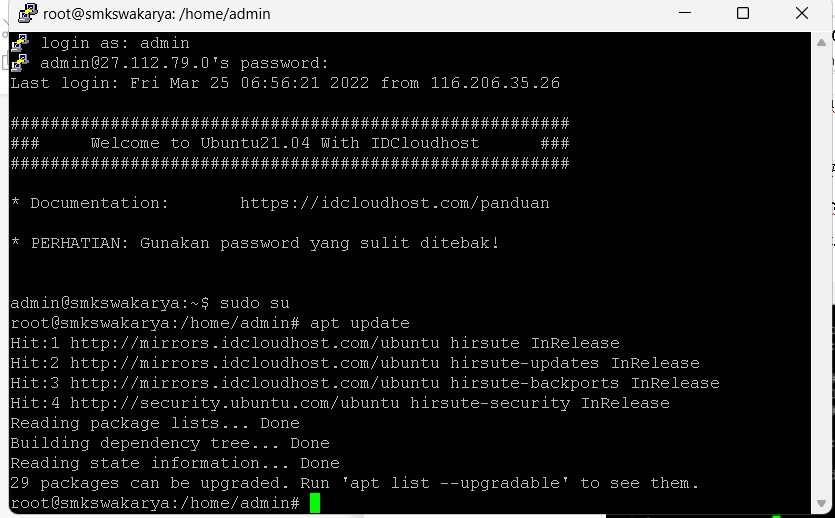 root@smkswakarya: /home/admin
login as: admin
admin@27.112.79.0's password:
Last login: Fri Mar 25 06:56:21 2022 from 116.206.35.26
########################################################
###     Welcome to Ubuntu21.04 With IDCloudhost      ###
########################################################
* Documentation:       https://idcloudhost.com/panduan
* PERHATIAN: Gunakan password yang sulit ditebak!
admin@smkswakarya:~$ sudo su
root@smkswakarya:/home/admin# apt update
Hit:1 http://mirrors.idcloudhost.com/ubuntu hirsute InRelease
Hit:2 http://mirrors.idcloudhost.com/ubuntu hirsute-updates InRelease
Hit:3 http://mirrors.idcloudhost.com/ubuntu hirsute-backports InRelease
Hit:4 http://security.ubuntu.com/ubuntu hirsute-security InRelease
Reading package lists... Done
Building dependency tree... Done
Reading state information... Done
29 packages can be upgraded. Run 'apt list --upgradable' to see them.
root@smkswakarya:/home/admin#